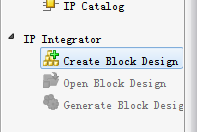 IP Catalog
IP Integrator
Create Block Design
Open Block Design
Generate Block Desig